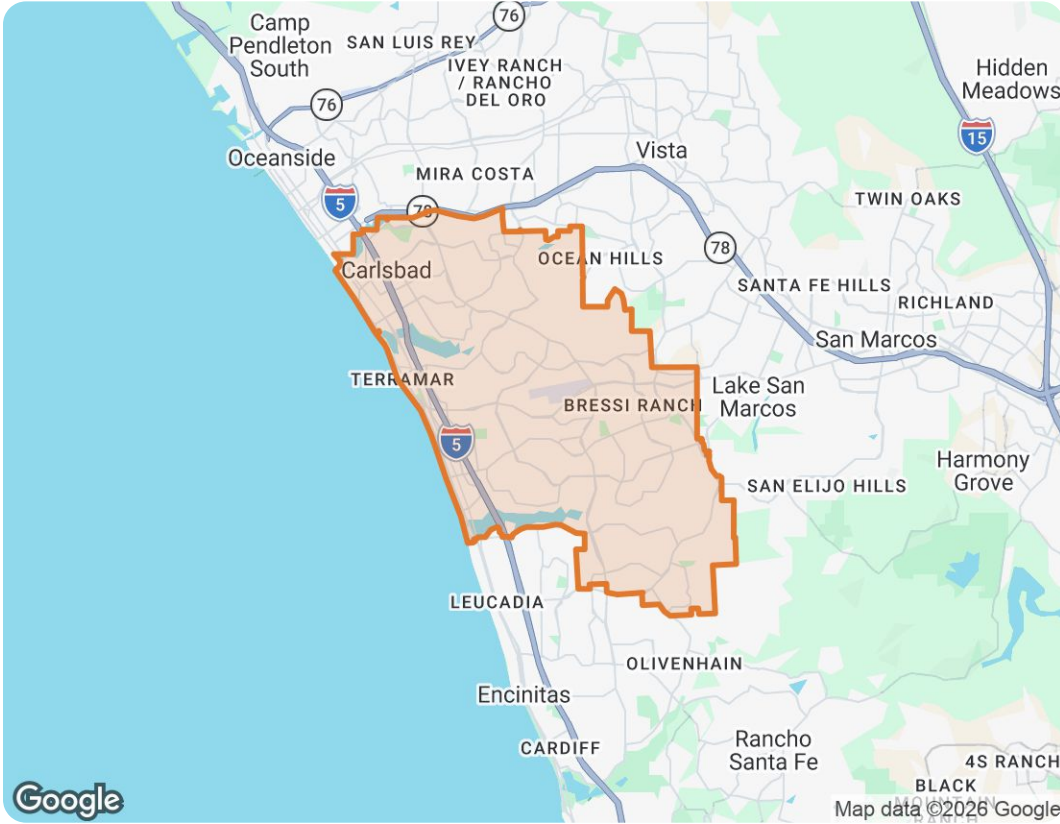 Camp
Pendleton
South
76
SAN LUIS REY
IVEY RANCH
/ RANCHO
DEL ORO
Hidden
Meadows
76
15
Oceanside
MIRA COSTA
Vista
5
78
TWIN OAKS
78
Carlsbad
OCEAN HILLS
SANTA FE HILLS
RICHLAND
San Marcos
TERRAMAR
BRESSI RANCH
Lake San
Marcos
5
Harmony
Grove
SAN ELIJO HILLS
LEUCADIA
OLIVENHAIN
Encinitas
CARDIFF
Rancho
Santa Fe
4S RANCH
BLACK
MOUNTAIN
RANCH
Google
Map data ©2026 Google